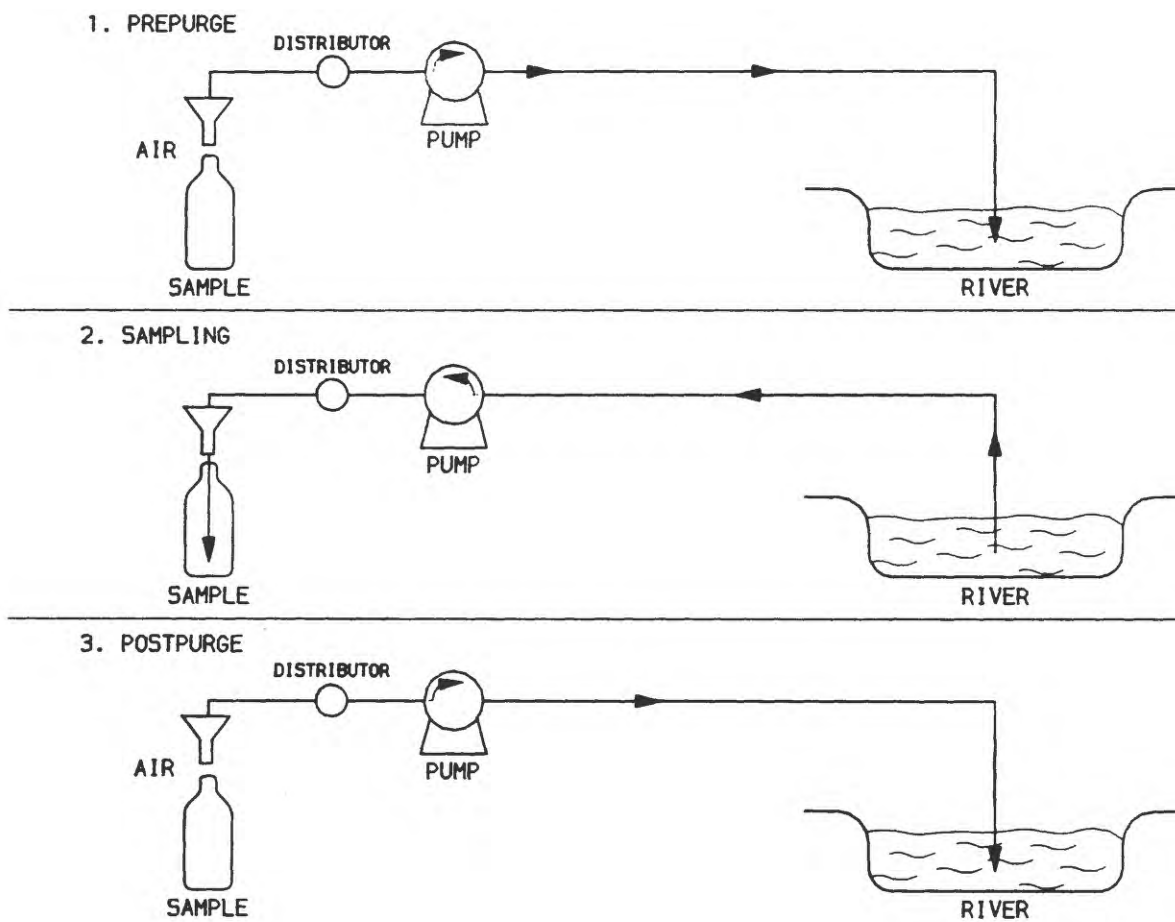 1. PREPURGE
DISTRIBUTOR
AIR
PUMP
SAMPLE
RIVER
2. SAMPLING
DISTRIBUTOR
PUMP
SAMPLE
RIVER
3. POSTPURGE
DISTRIBUTOR
AIR
PUMP
SAMPLE
RIVER